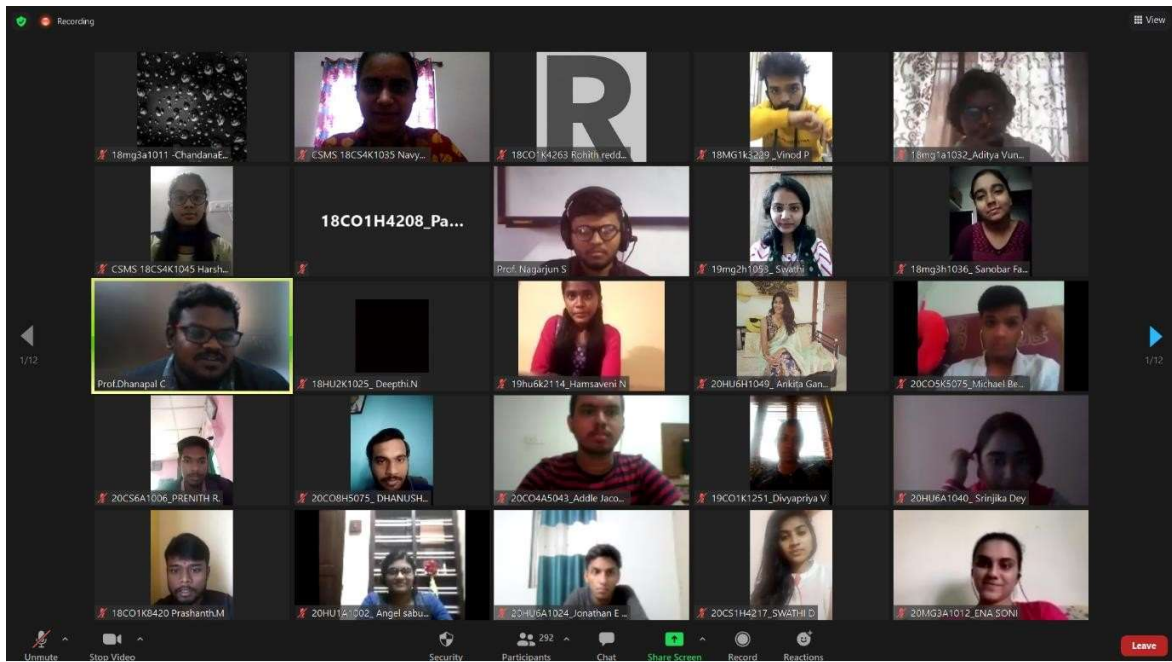 Recording
View
18mg3a1011 -ChandanaE...
CSMS 18CS4K1035 Navy...
R
18CO1K4263 Rohith redd...
18MG1k3229 _Vinod P
18mg1a1032_Aditya Vun...
CSMS 18CS4K1045 Harsh...
18CO1H4208_Pa...
Prof. Nagarjun S
19mg2h1053_ Swathi
18mg3h1036_ Sanobar Fa...
Prof.Dhanapal C
18HU2K1025_ Deepthi.N
19hu6k2114_Hamsaveni N
20HU6H1049_ Ankita Gan...
20CO5K5075_Michael Be...
1/12
1/12
20CS6A1006_PRENITH R.
20CO8H5075_ DHANUSH...
20CO4A5043_Addle Jaco...
19CO1K1251_Divyapriya V
20HU6A1040_ Srinjika Dey
18CO1K8420 Prashanth.M
20HU1A1002_ Angel sabu...
20HU6A1024_Jonathan E ...
20CS1H4217_SWATHI D
20MG3A1012_ENA SONI
292
Unmute
Stop Video
Security
Participants
Chat
Share Screen
Record
Reactions
Leave